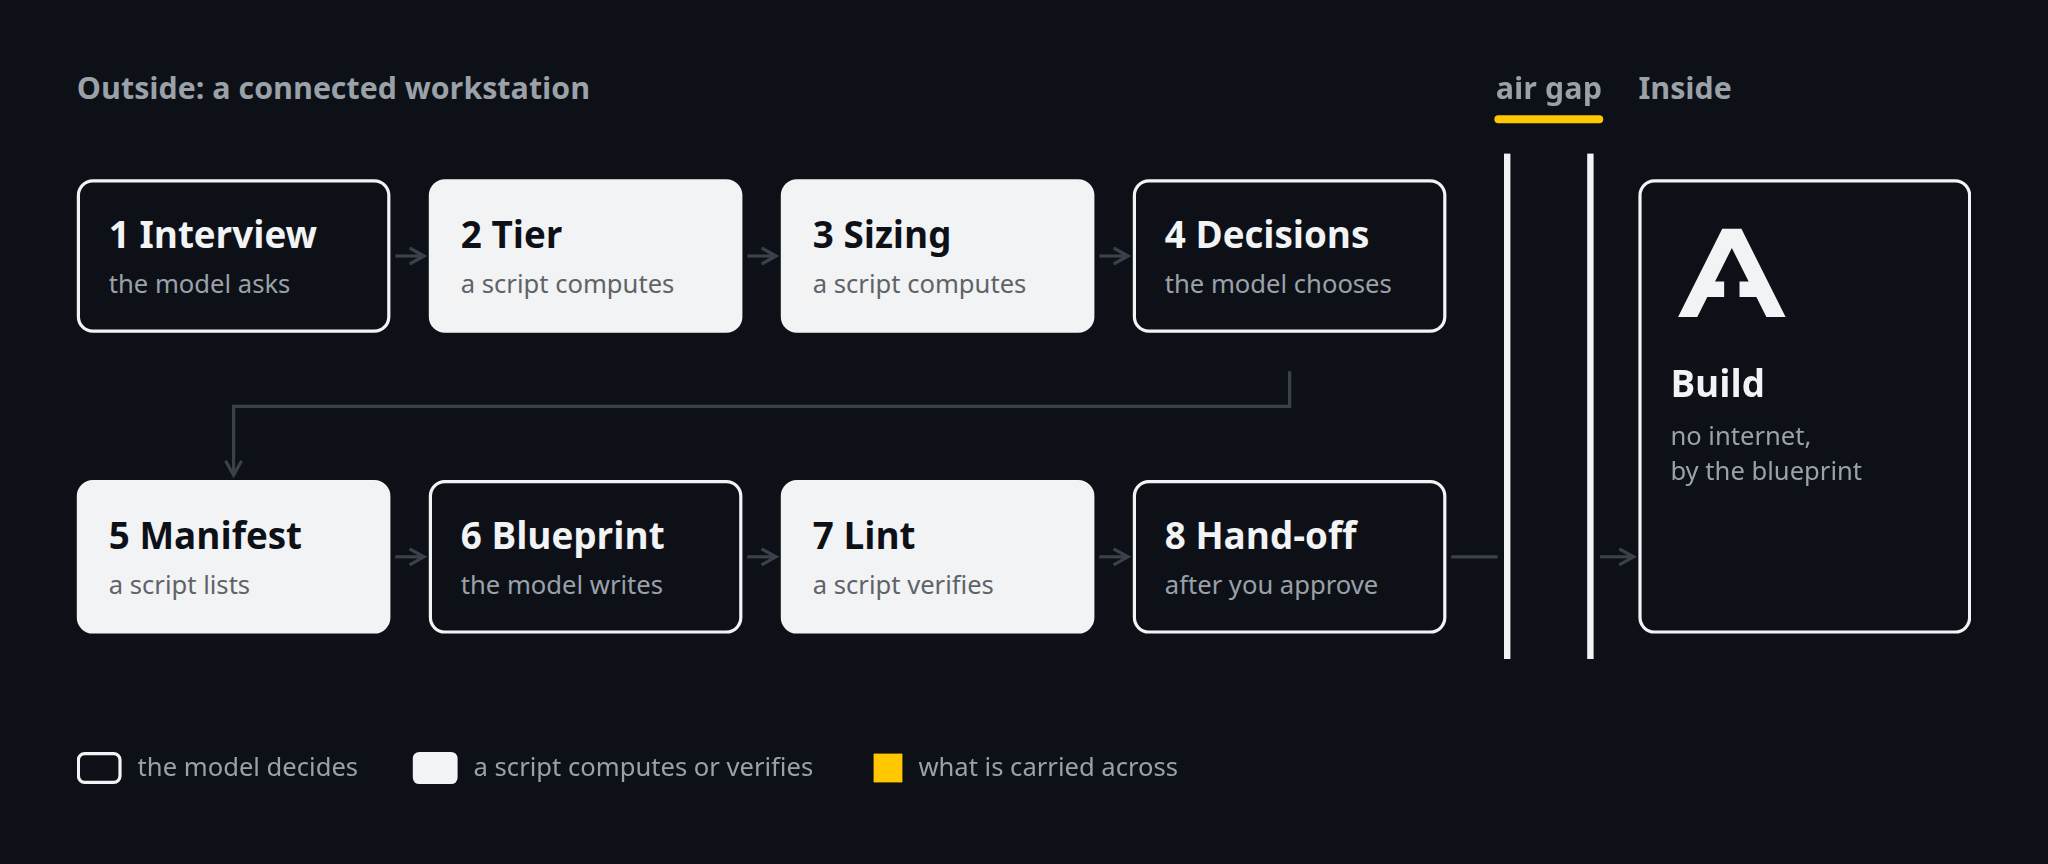 Outside: a connected workstation
air gap
Inside
1 Interview
the model asks
2 Tier
a script computes
3 Sizing
a script computes
4 Decisions
the model chooses
5 Manifest
a script lists
6 Blueprint
the model writes
7 Lint
a script verifies
8 Hand-off
after you approve
A
Build
no internet,
by the blueprint
the model decides
a script computes or verifies
what is carried across